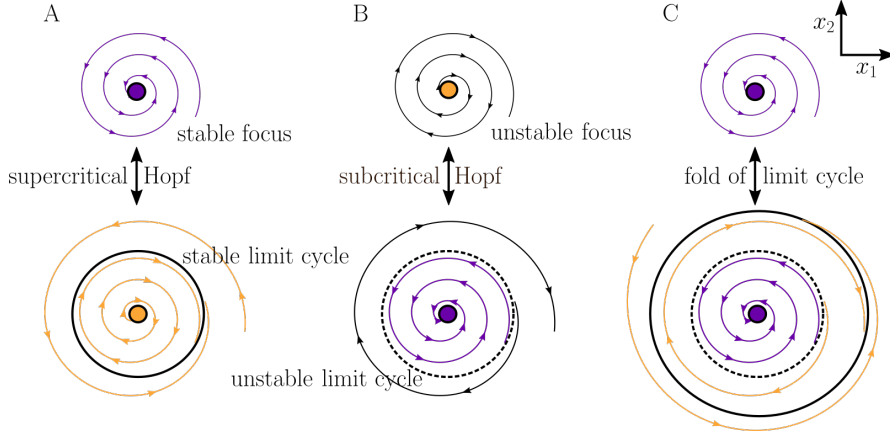 A
B
C
x₂
x₁
stable focus
unstable focus
supercritical Hopf
subcritical Hopf
fold of limit cycle
stable limit cycle
unstable limit cycle